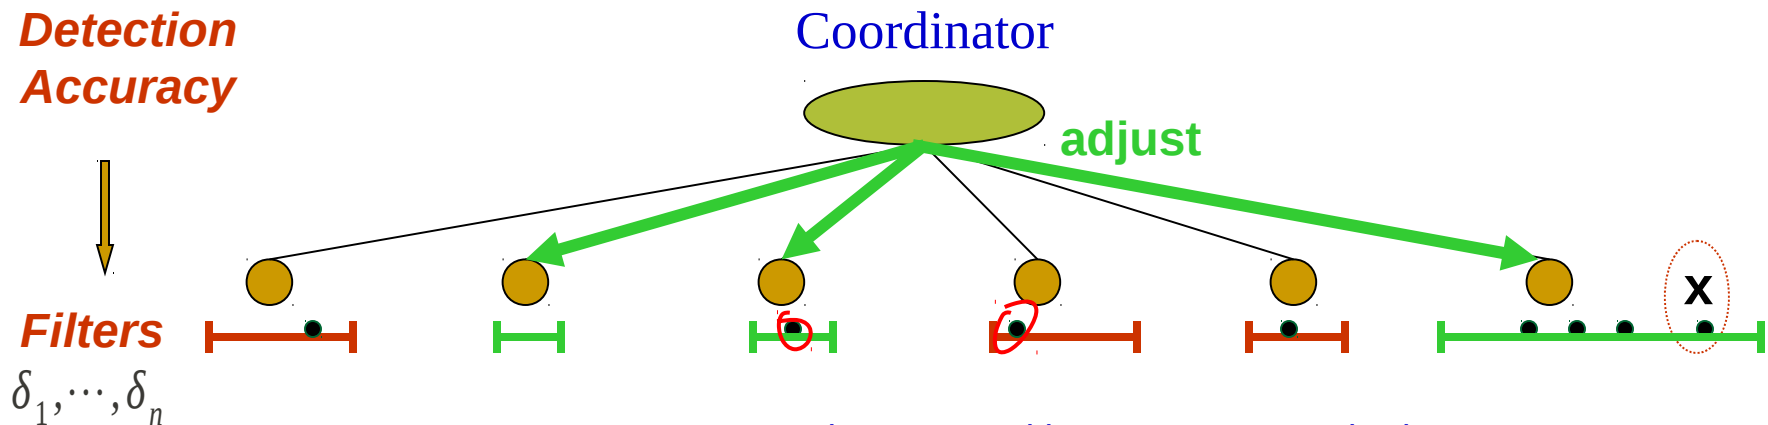 Detection
Accuracy
Coordinator
adjust
x
Filters
δ1,⋯,δn